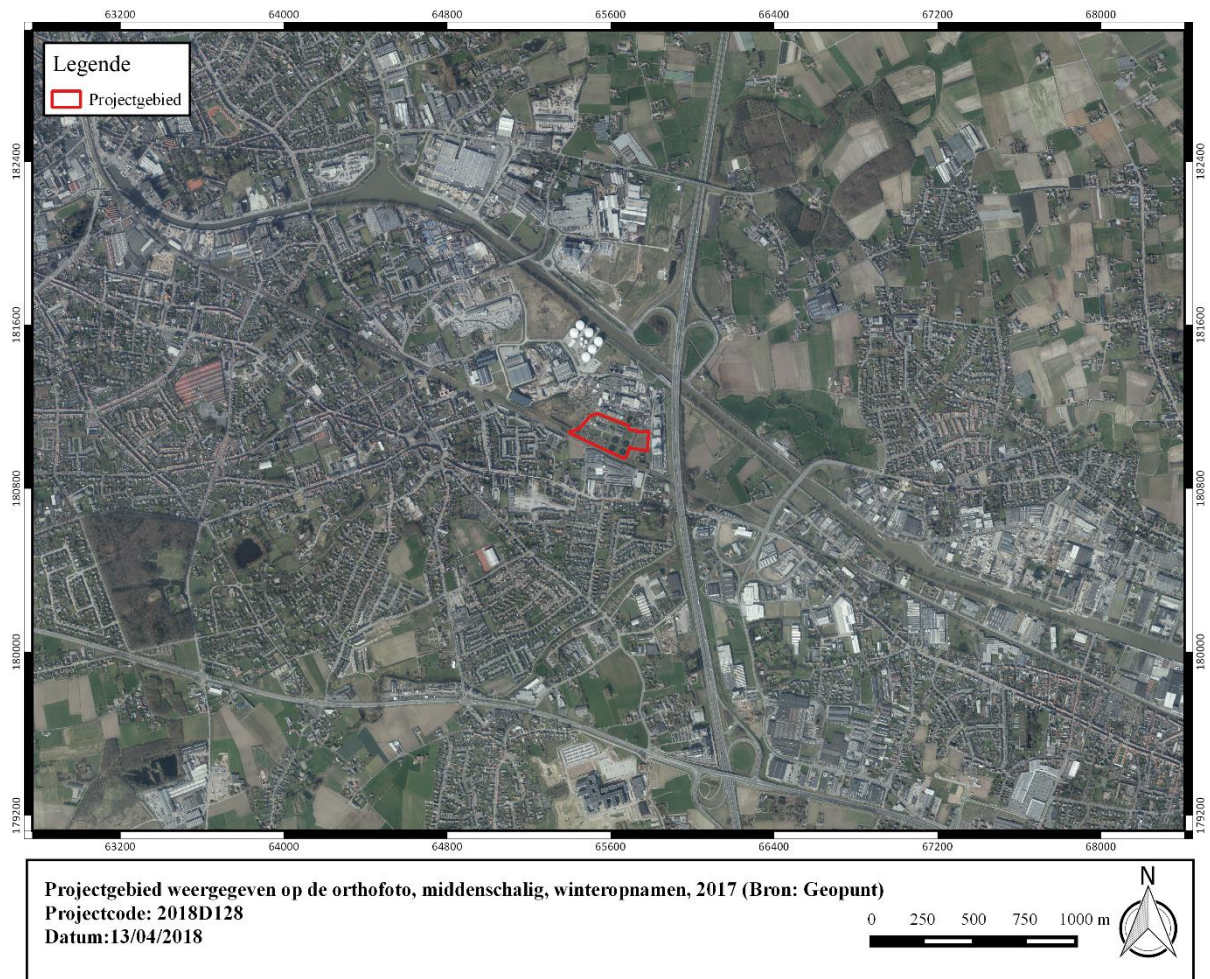 63200 64000 64800 65600 66400 67200 68000
Legende
Projectgebied
182400 182400
181600 181600
180800 180800
180000 180000
179200 179200
63200 64000 64800 65600 66400 67200 68000
Projectgebied weergegeven op de orthofoto, middenschalig, winteropnamen, 2017 (Bron: Geopunt)
Projectcode: 2018D128
Datum:13/04/2018
0 250 500 750 1000 m
N